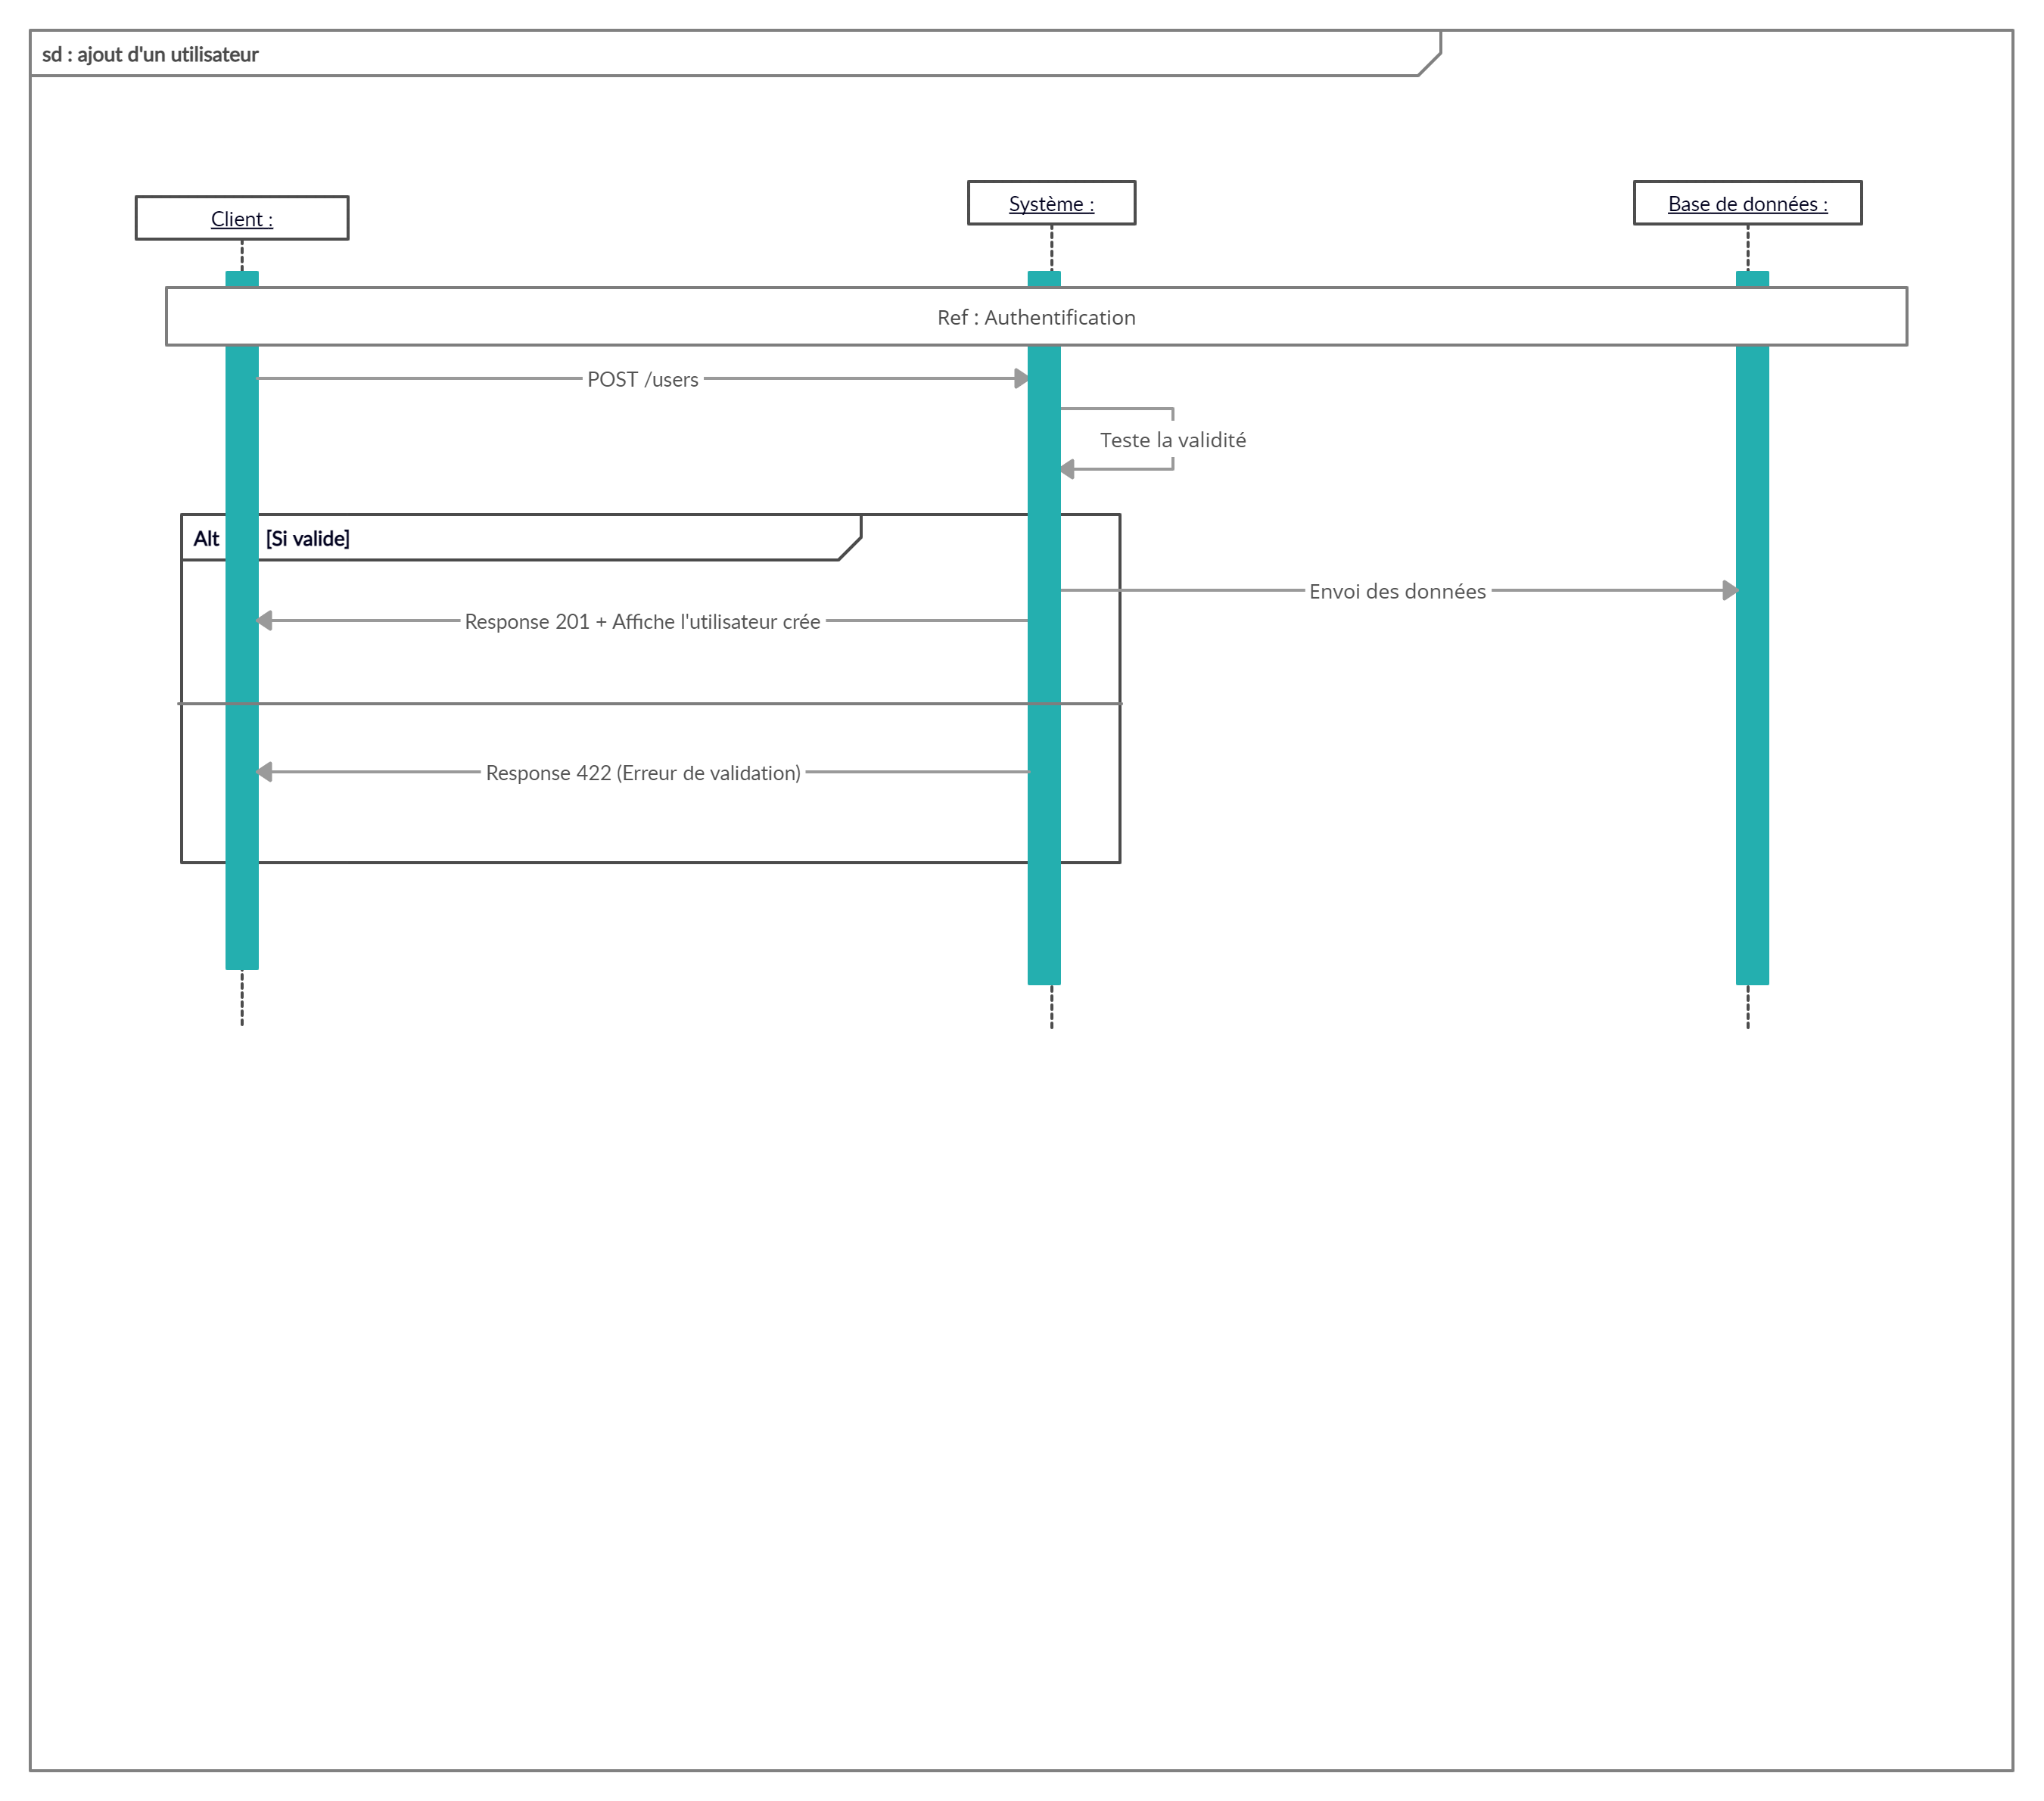 sd : ajout d'un utilisateur
Client :
Système :
Base de données :
Ref : Authentification
POST /users
Teste la validité
Alt [Si valide]
Envoi des données
Response 201 + Affiche l'utilisateur crée
Response 422 (Erreur de validation)